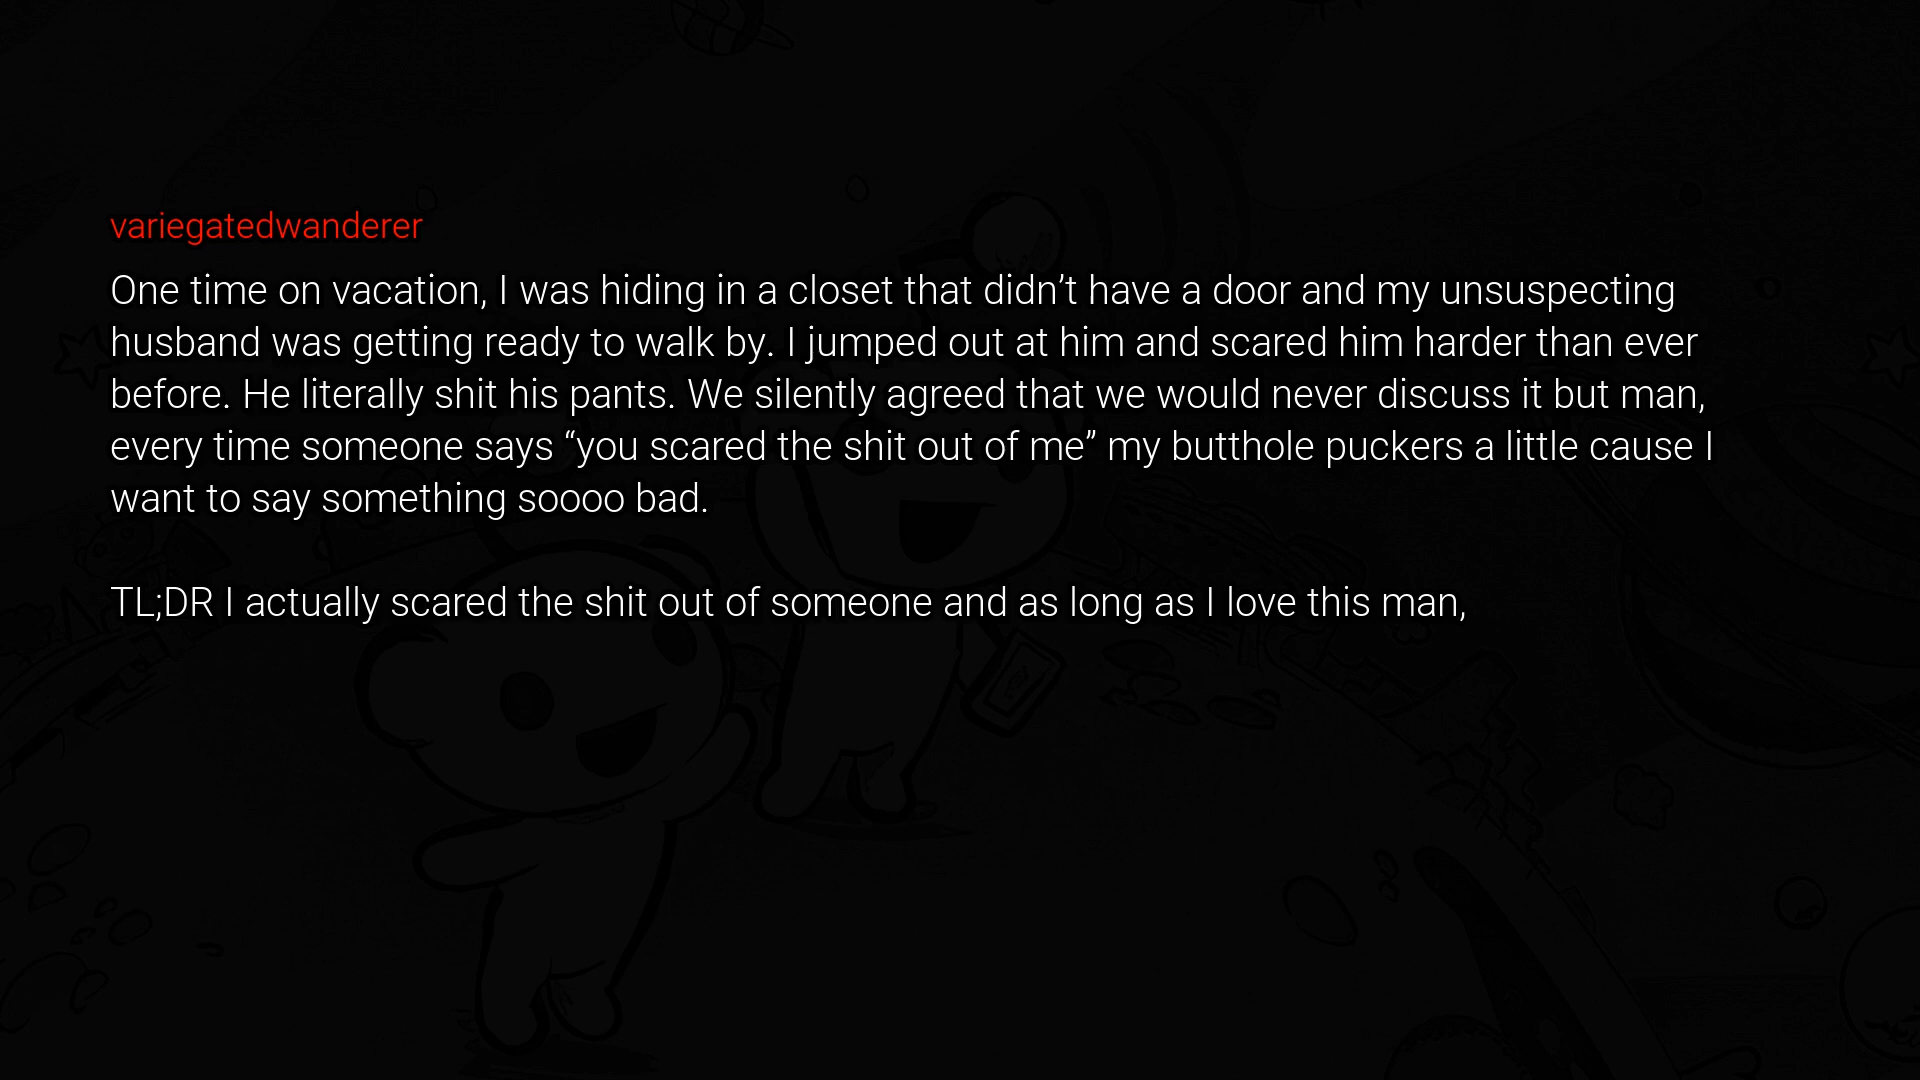 variegatedwanderer
One time on vacation, I was hiding in a closet that didn’t have a door and my unsuspecting
husband was getting ready to walk by. I jumped out at him and scared him harder than ever
before. He literally shit his pants. We silently agreed that we would never discuss it but man,
every time someone says “you scared the shit out of me” my butthole puckers a little cause I
want to say something soooo bad.
TL;DR I actually scared the shit out of someone and as long as I love this man,